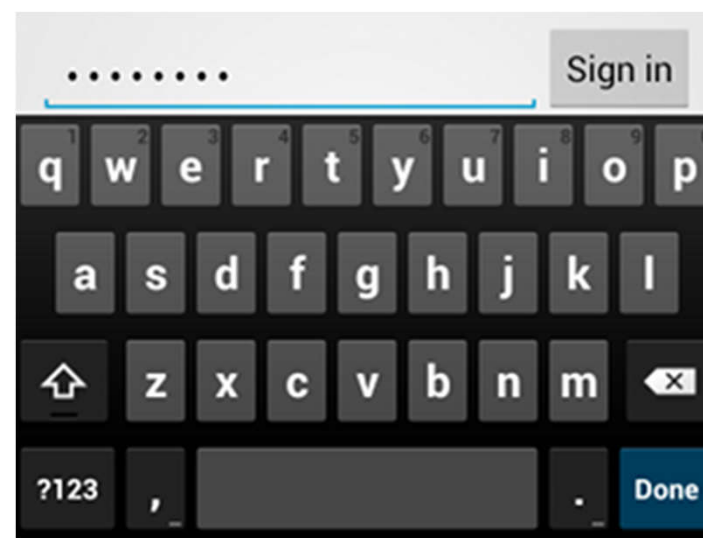 •••••••• Sign in
1 2 3 4 5 6 7 8 9
q w e r t y u i o p
a s d f g h j k l
z x c v b n m
?123 , . Done